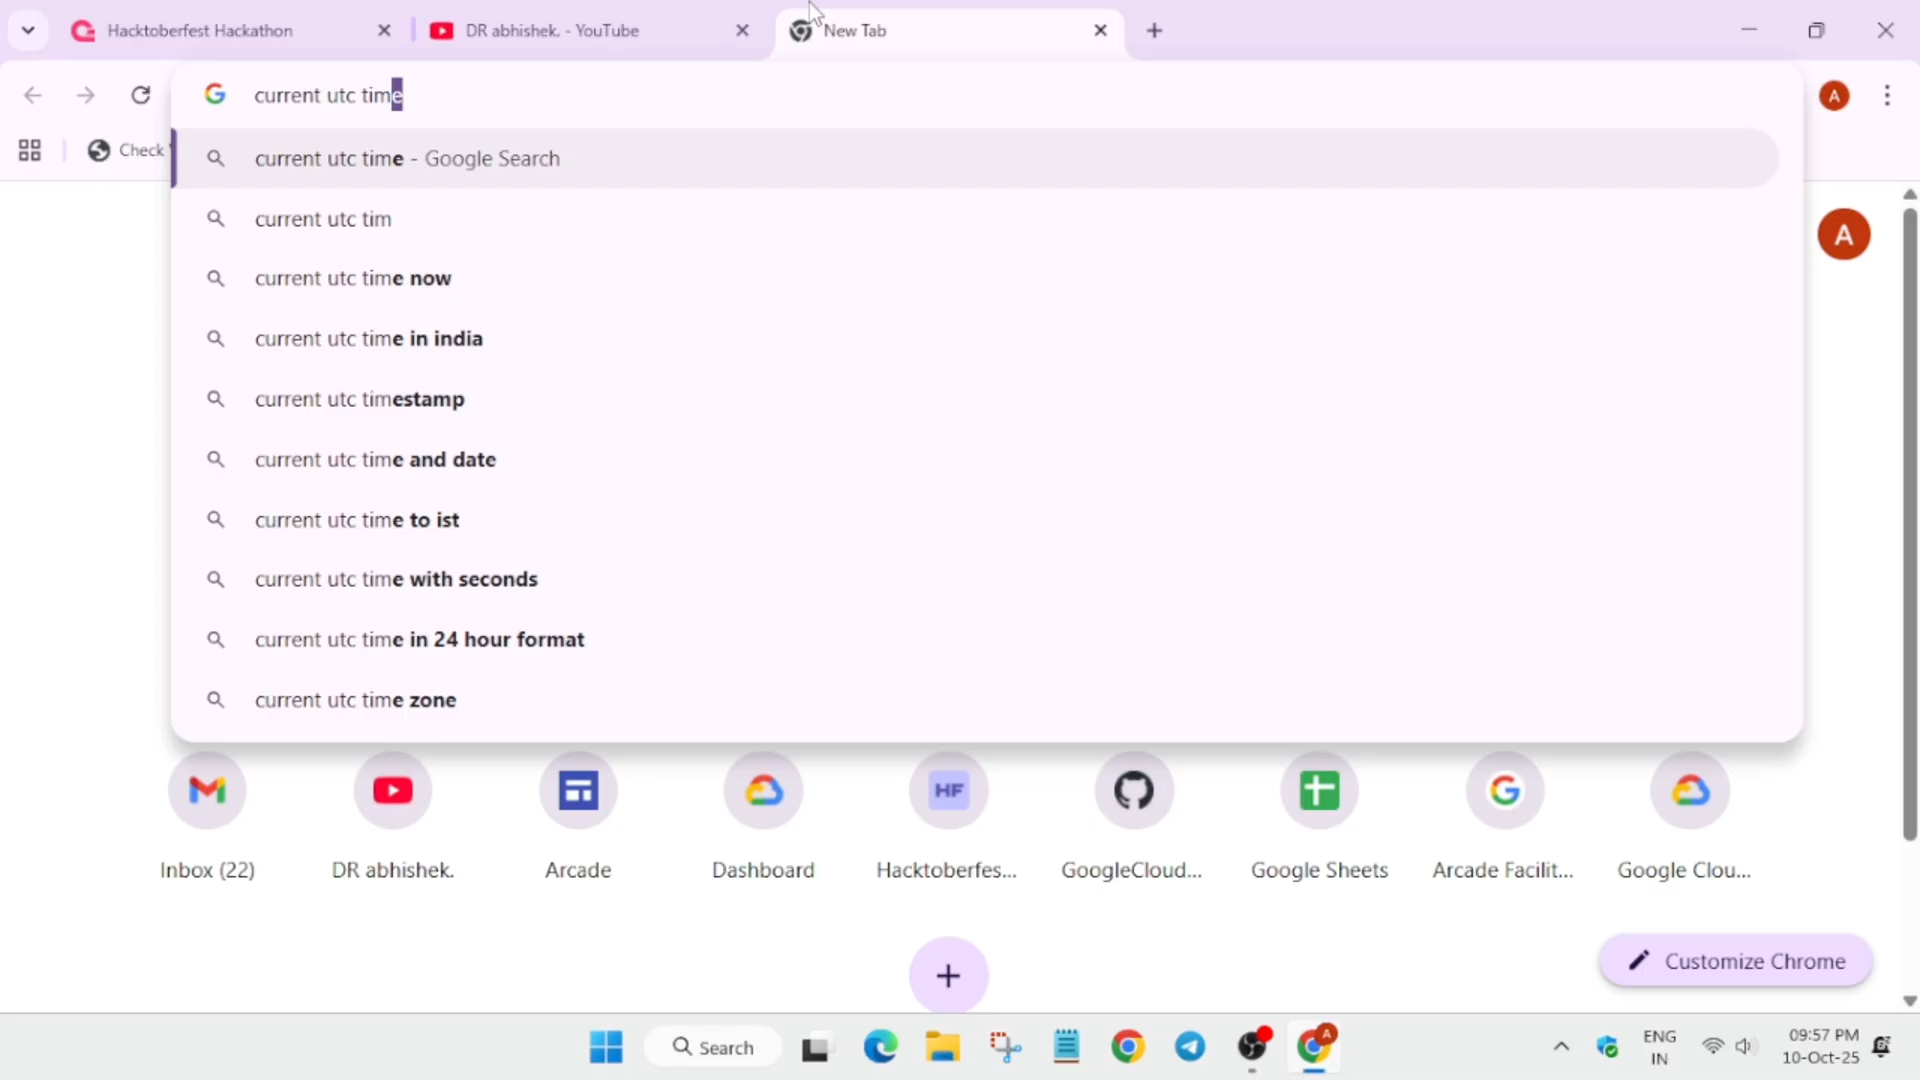 Hacktoberfest Hackathon
DR abhishek. - YouTube
New Tab
current utc time
A
Check
current utc time - Google Search
current utc tim
A
current utc time now
current utc time in india
current utc timestamp
current utc time and date
current utc time to ist
current utc time with seconds
current utc time in 24 hour format
current utc time zone
HF
Inbox (22)
DR abhishek.
Arcade
Dashboard
Hacktoberfes...
GoogleCloud...
Google Sheets
Arcade Facilit...
Google Clou...
Customize Chrome
Search
A
ENG
IN
09:57 PM
10-Oct-25